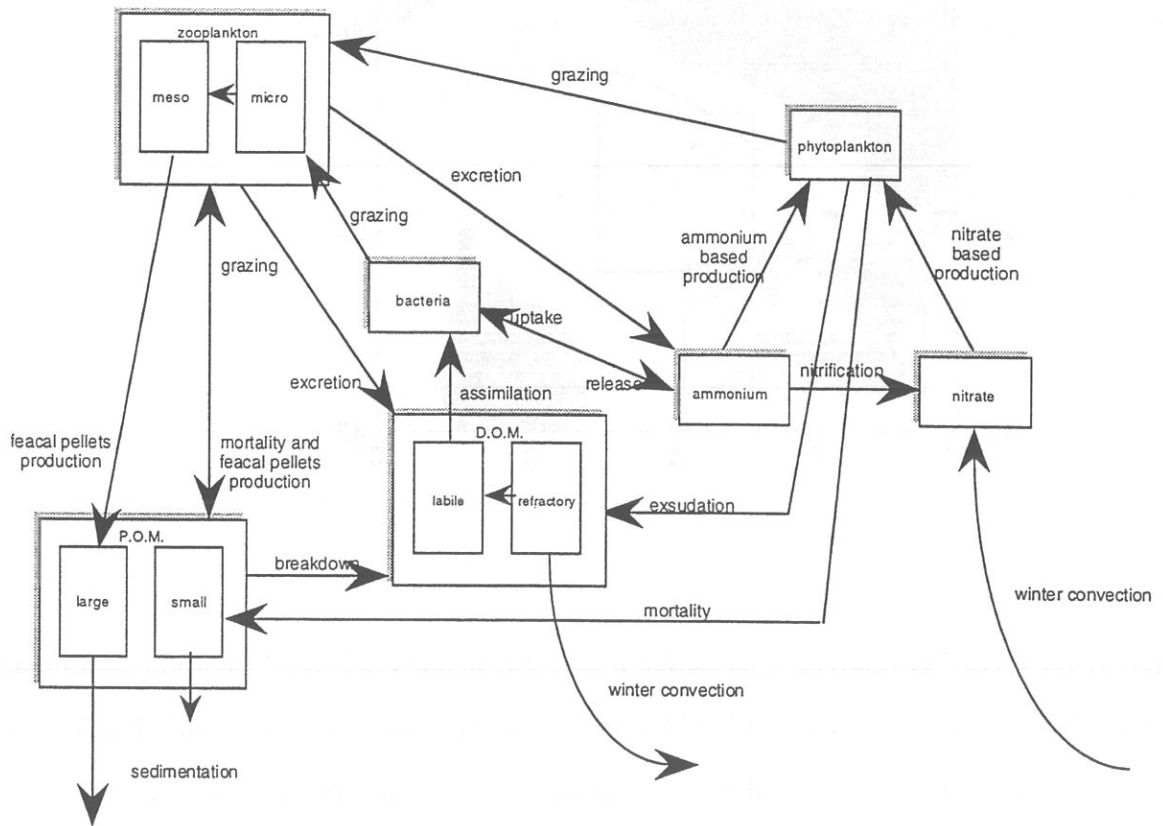 zooplankton
meso
micro
grazing
phytoplankton
excretion
grazing
ammonium
based
production
nitrate
based
production
grazing
bacteria
uptake
release
ammonium
nitrification
nitrate
excretion
assimilation
feacal pellets
production
mortality and
feacal pellets
production
D.O.M.
labile
refractory
exsudation
P.O.M.
large
small
breakdown
mortality
winter convection
winter convection
sedimentation